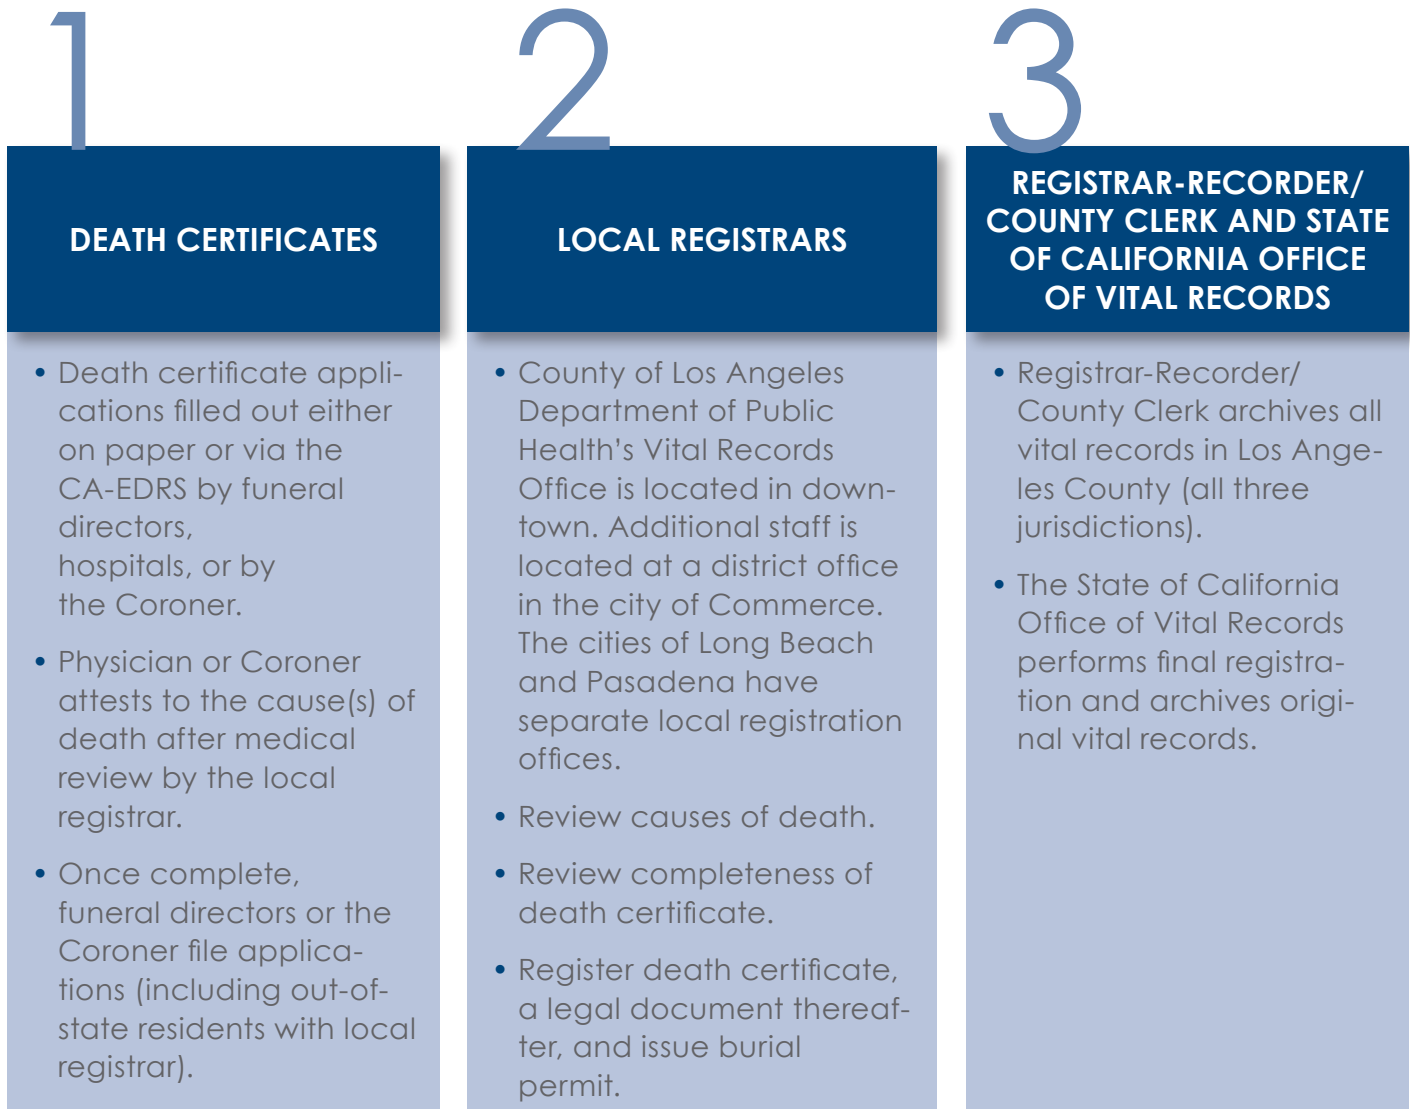 1
DEATH CERTIFICATES
• Death certificate appli-
cations filled out either
on paper or via the
CA-EDRS by funeral
directors,
hospitals, or by
the Coroner.
• Physician or Coroner
attests to the cause(s) of
death after medical
review by the local
registrar.
• Once complete,
funeral directors or the
Coroner file applica-
tions (including out-of-
state residents with local
registrar).
2
LOCAL REGISTRARS
• County of Los Angeles
Department of Public
Health’s Vital Records
Office is located in down-
town. Additional staff is
located at a district office
in the city of Commerce.
The cities of Long Beach
and Pasadena have
separate local registration
offices.
• Review causes of death.
• Review completeness of
death certificate.
• Register death certificate,
a legal document thereaf-
ter, and issue burial
permit.
3
REGISTRAR-RECORDER/
COUNTY CLERK AND STATE
OF CALIFORNIA OFFICE
OF VITAL RECORDS
• Registrar-Recorder/
County Clerk archives all
vital records in Los Ange-
les County (all three
jurisdictions).
• The State of California
Office of Vital Records
performs final registra-
tion and archives origi-
nal vital records.